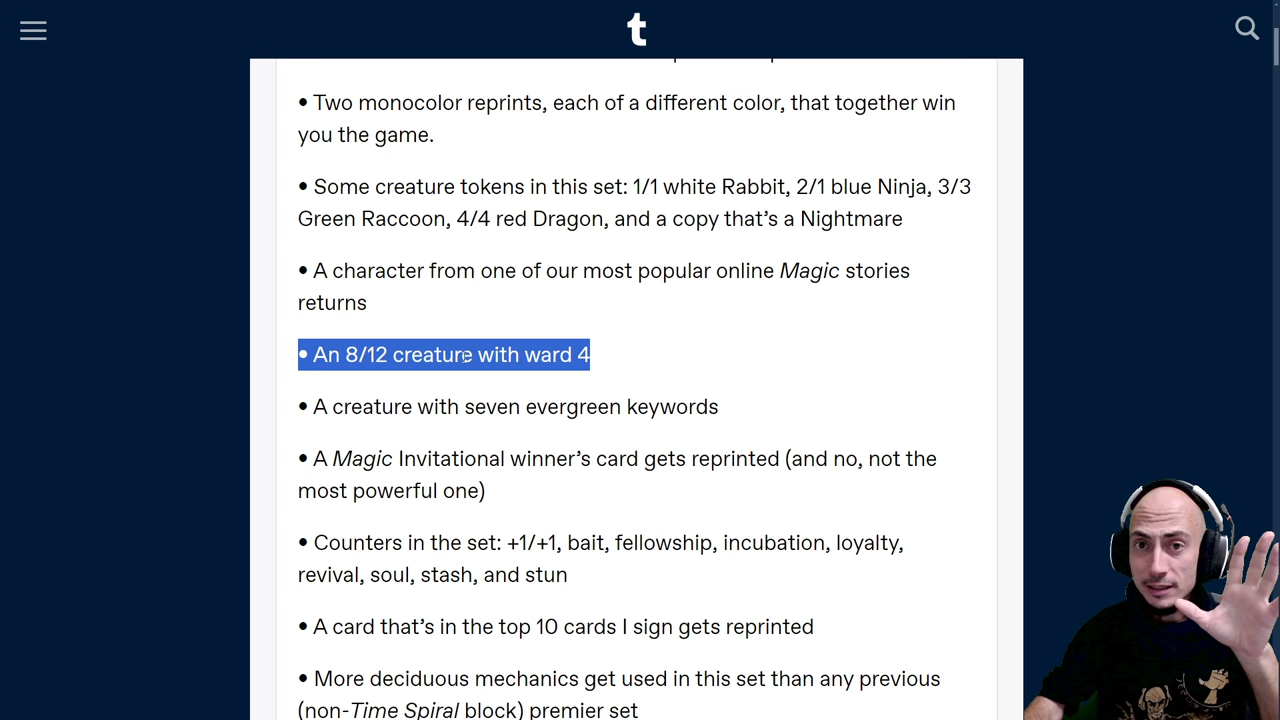 t
• Two monocolor reprints, each of a different color, that together win
you the game.
• Some creature tokens in this set: 1/1 white Rabbit, 2/1 blue Ninja, 3/3
Green Raccoon, 4/4 red Dragon, and a copy that’s a Nightmare
• A character from one of our most popular online Magic stories
returns
• An 8/12 creature with ward 4
• A creature with seven evergreen keywords
• A Magic Invitational winner’s card gets reprinted (and no, not the
most powerful one)
• Counters in the set: +1/+1, bait, fellowship, incubation, loyalty,
revival, soul, stash, and stun
• A card that’s in the top 10 cards I sign gets reprinted
• More deciduous mechanics get used in this set than any previous
(non-Time Spiral block) premier set